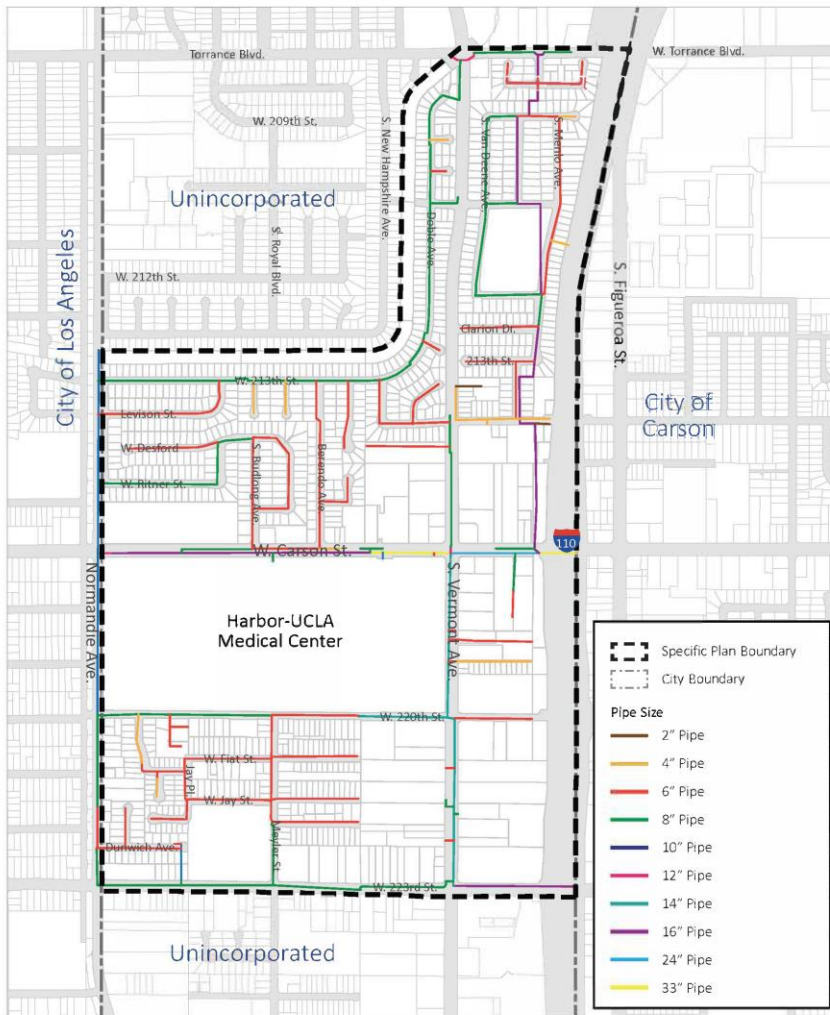 Torrance Blvd.
W. Torrance Blvd.
W. 209th St.
S. New Hampshire Ave.
S. Van Deene Ave.
S. Menlo Ave.
Unincorporated
Doble Ave.
S. Royal Blvd.
W. 212th St.
S. Figueroa St.
City of Los Angeles
Clarion Dr.
213th St.
W. 213th St.
City of
Carson
Levison St.
W. Desford
S. Budlong Ave.
Berendo Ave.
W. Ritner St.
W. Carson St.
110
Normandie Ave.
S. Vermont Ave.
Harbor-UCLA
Medical Center
W. 220th St.
W. Fiat St.
Jay Pl.
W. Jay St.
Meyler St.
Dunwich Ave.
W. 223rd St.
Unincorporated
Specific Plan Boundary
City Boundary
Pipe Size
2” Pipe
4” Pipe
6” Pipe
8” Pipe
10” Pipe
12” Pipe
14” Pipe
16” Pipe
24” Pipe
33” Pipe